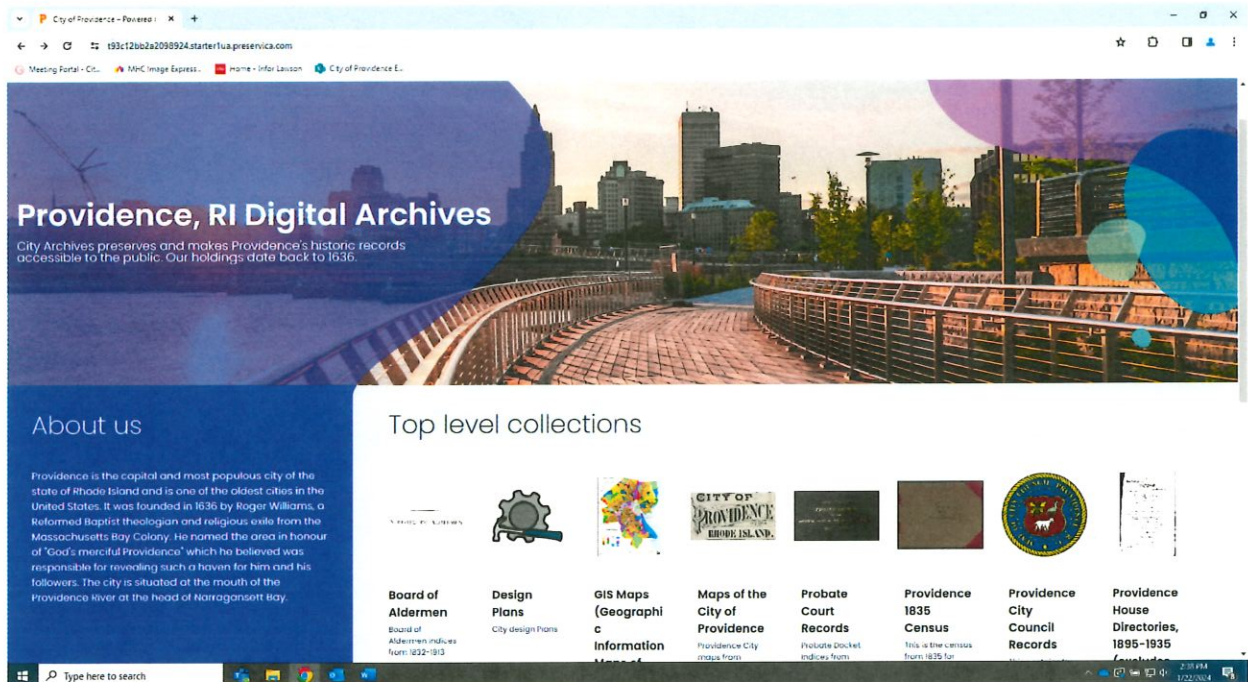 City of Providence - Powered
t93c12bb2a2098924.starter1ua.preservica.com
Meeting Portal - Cit...
MHC Image Express...
Home - Infor Lawson
City of Providence E...
Providence, RI Digital Archives
City Archives preserves and makes Providence's historic records
accessible to the public. Our holdings date back to 1636.
About us
Providence is the capital and most populous city of the
state of Rhode Island and is one of the oldest cities in the
United States. It was founded in 1636 by Roger Williams, a
Reformed Baptist theologian and religious exile from the
Massachusetts Bay Colony. He named the area in honour
of "God's merciful Providence" which he believed was
responsible for revealing such a haven for him and his
followers. The city is situated at the mouth of the
Providence River at the head of Narragansett Bay.
Top level collections
CITY OF
PROVIDENCE
RHODE ISLAND.
Board of
Aldermen
Board of
Aldermen indices
from 1832-1913
Design
Plans
City design Plans
GIS Maps
(Geographi
c
Information
Maps of
Maps of the
City of
Providence
Providence City
maps from
Probate
Court
Records
Probate Docket
indices from
Providence
1835
Census
This is the census
from 1835 for
Providence
City
Council
Records
Providence
House
Directories,
1895-1935
(excludes
Type here to search
2:38 PM
1/22/2024